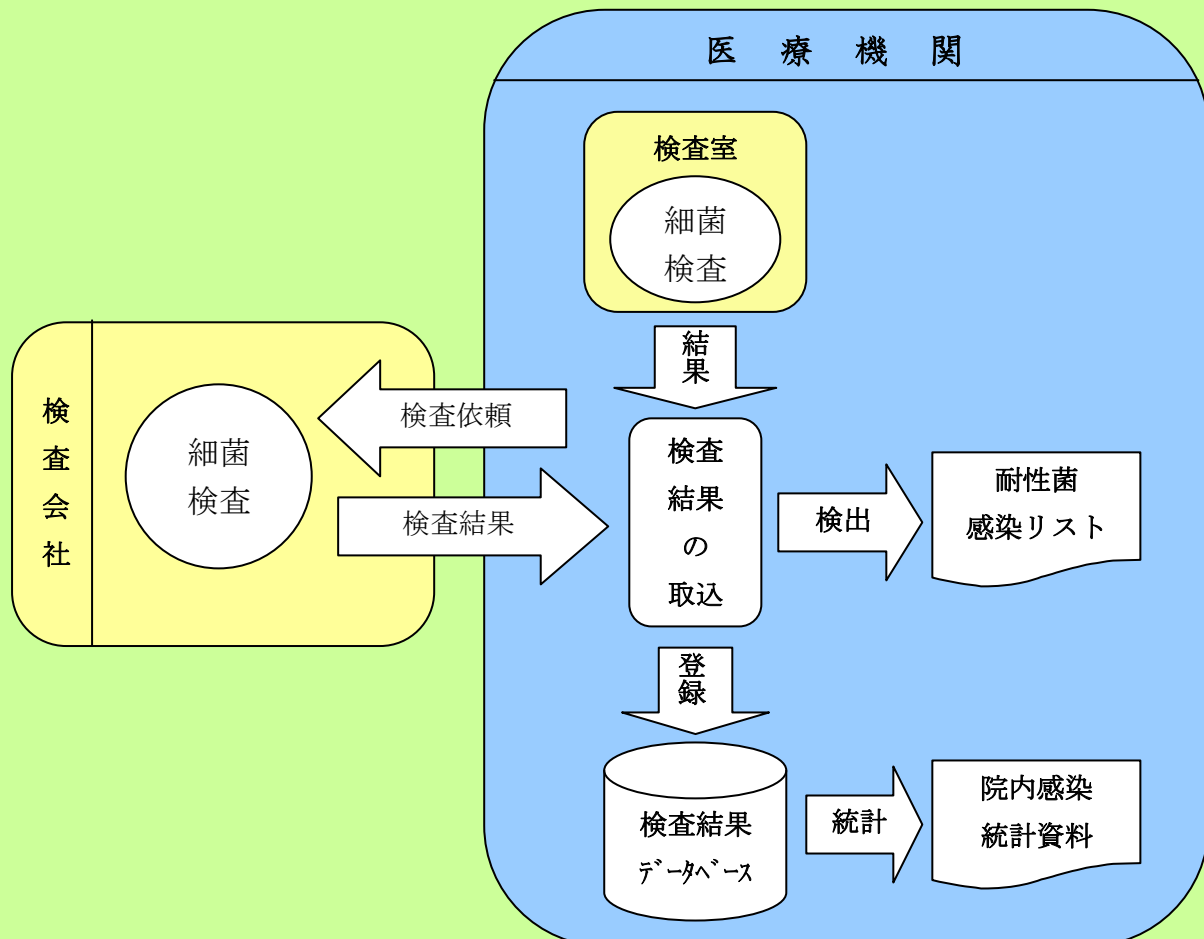 医療機関
検査室
細菌
検査
結果
検査会社
細菌
検査
検査依頼
検査結果
検査
結果
の
取込
検出
耐性菌
感染リスト
登録
検査結果
ﾃﾞｰﾀﾍﾞｰｽ
統計
院内感染
統計資料